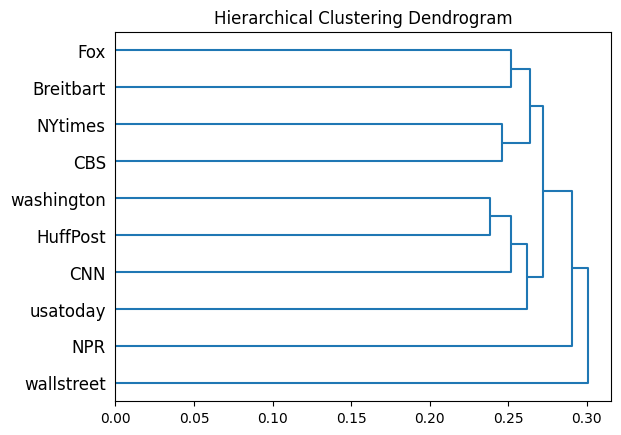 Hierarchical Clustering Dendrogram
Fox
Breitbart
NYtimes
CBS
washington
HuffPost
CNN
usatoday
NPR
wallstreet
0.00 0.05 0.10 0.15 0.20 0.25 0.30